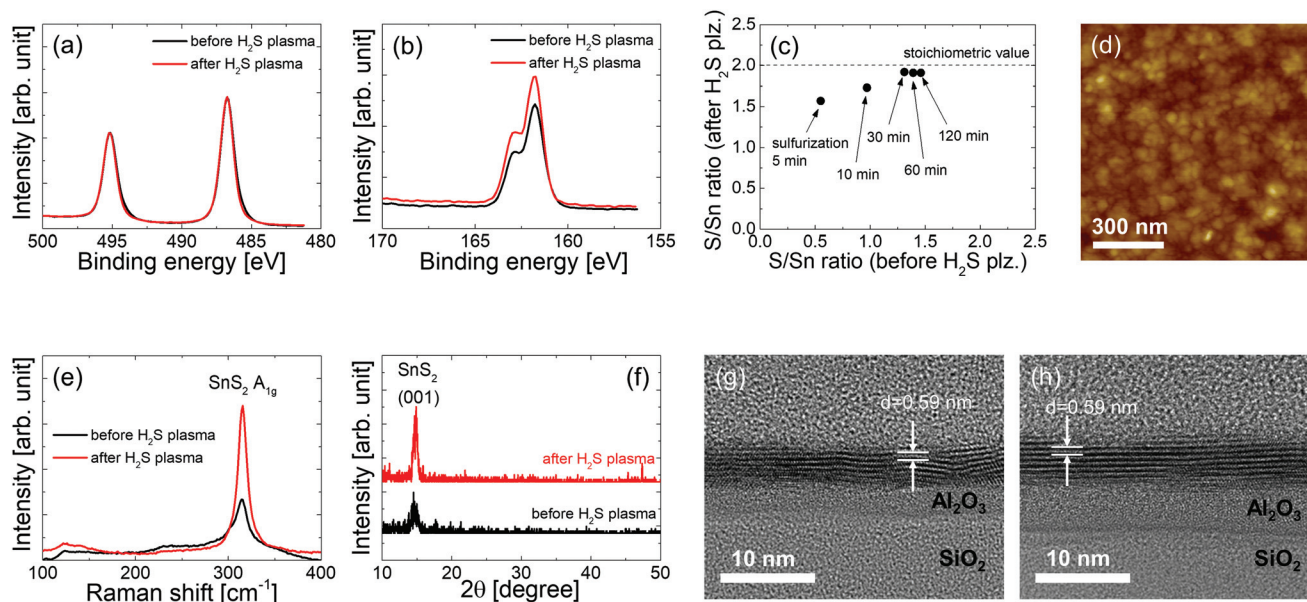 (a)
before H₂S plasma
after H₂S plasma
Intensity [arb. unit]
500 495 490 485 480
Binding energy [eV]
(b)
before H₂S plasma
after H₂S plasma
Intensity [arb. unit]
170 165 160 155
Binding energy [eV]
(c)
stoichiometric value
S/Sn ratio (after H₂S plz.)
2.5
2.0
1.5
1.0
0.5
0.0
sulfurization
5 min
10 min
30 min
60 min
120 min
0.0 0.5 1.0 1.5 2.0 2.5
S/Sn ratio (before H₂S plz.)
(d)
300 nm
(e)
SnS₂ A₁g
before H₂S plasma
after H₂S plasma
Intensity [arb. unit]
100 200 300 400
Raman shift [cm⁻¹]
(f)
SnS₂
(001)
after H₂S plasma
before H₂S plasma
Intensity [arb. unit]
10 20 30 40 50
2θ [degree]
(g)
d=0.59 nm
Al₂O₃
SiO₂
10 nm
(h)
d=0.59 nm
Al₂O₃
SiO₂
10 nm